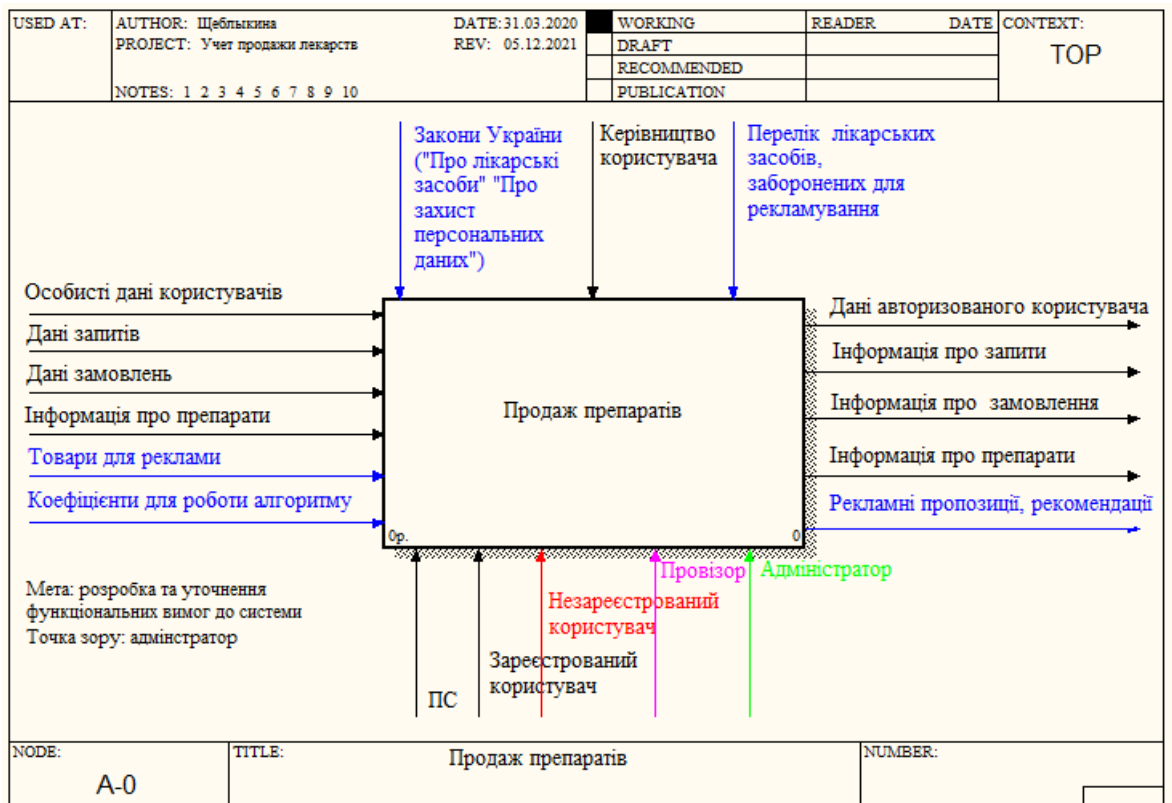 USED AT:
AUTHOR: Щеблыкина
DATE: 31.03.2020
WORKING
READER
DATE
CONTEXT:
PROJECT: Учет продажи лекарств
REV: 05.12.2021
DRAFT
TOP
RECOMMENDED
NOTES: 1 2 3 4 5 6 7 8 9 10
PUBLICATION
Закони України
("Про лікарські
засоби" "Про
захист
персональних
даних")
Керівництво
користувача
Перелік лікарських
засобів,
заборонених для
рекламування
Особисті дані користувачів
Дані запитів
Дані замовлень
Інформація про препарати
Товари для реклами
Коефіцієнти для роботи алгоритму
Продаж препаратів
0р.
0
Дані авторизованого користувача
Інформація про запити
Інформація про замовлення
Інформація про препарати
Рекламні пропозиції, рекомендації
Провізор
Адміністратор
Незареєстрований
користувач
Зареєстрований
користувач
ПС
Мета: розробка та уточнення
функціональних вимог до системи
Точка зору: адмінстратор
NODE:
TITLE:
Продаж препаратів
NUMBER:
A-0